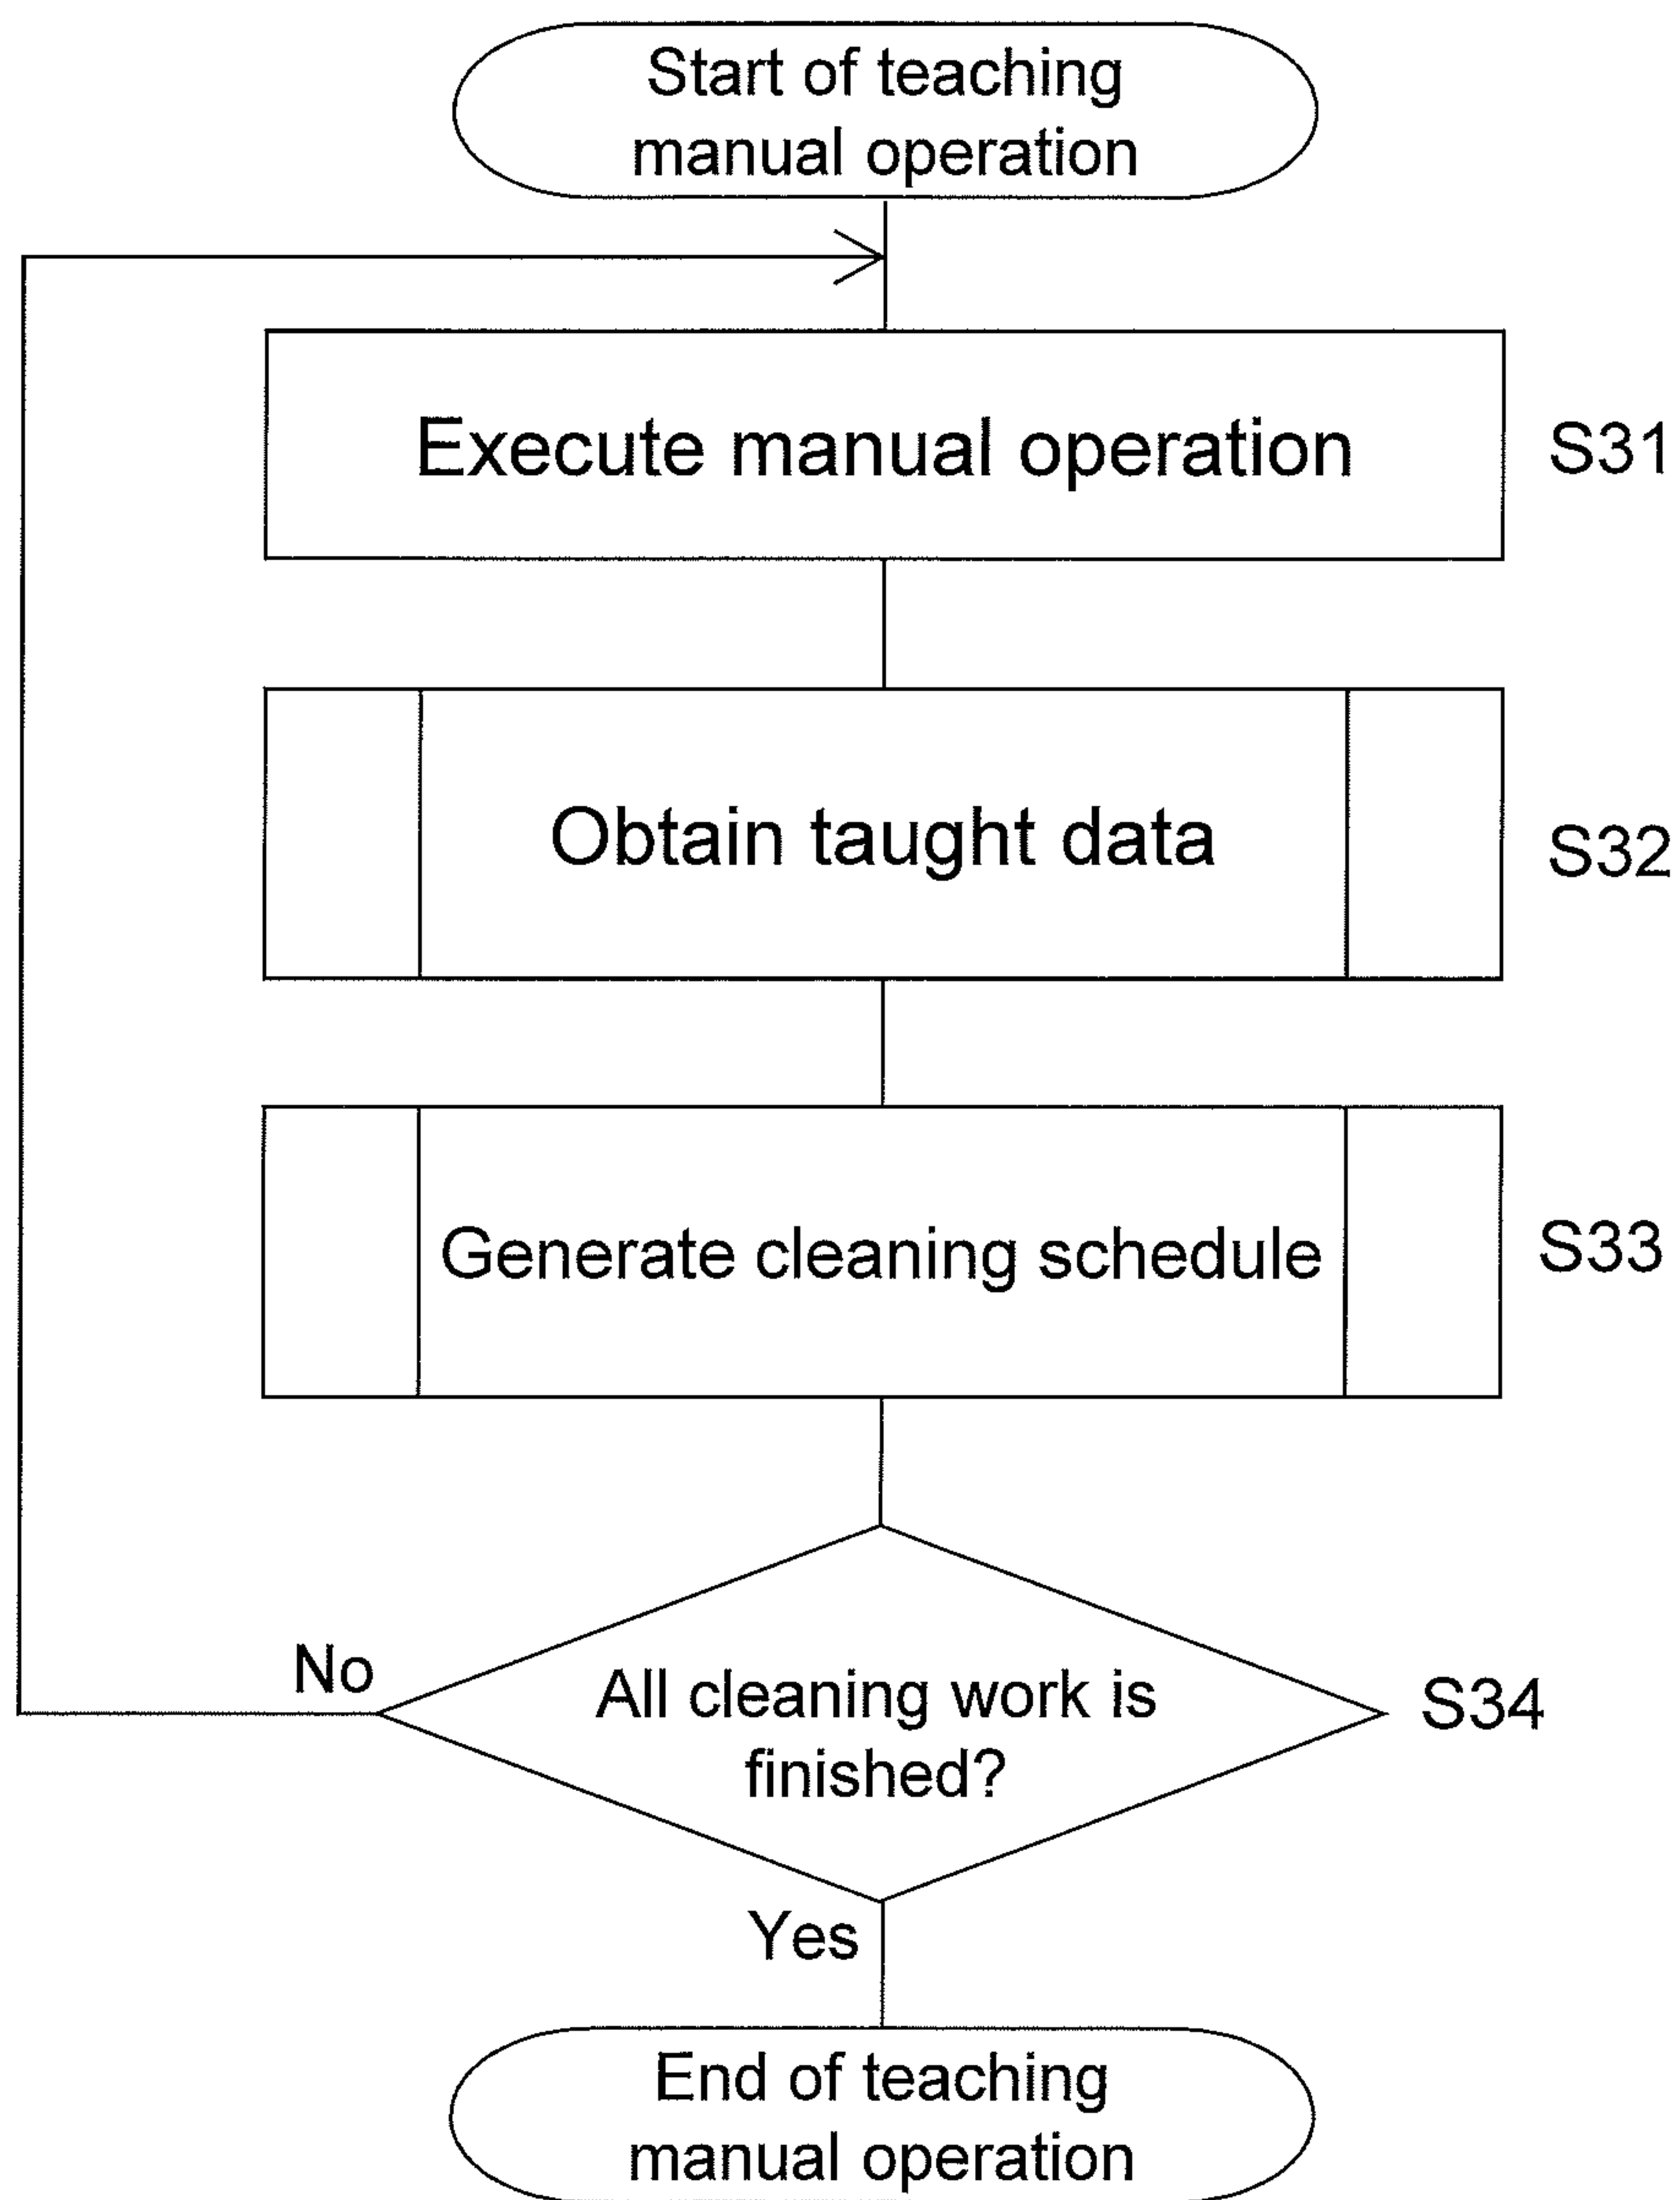 Start of teaching
manual operation
Execute manual operation
S31
Obtain taught data
S32
Generate cleaning schedule
S33
No
All cleaning work is
finished?
S34
Yes
End of teaching
manual operation